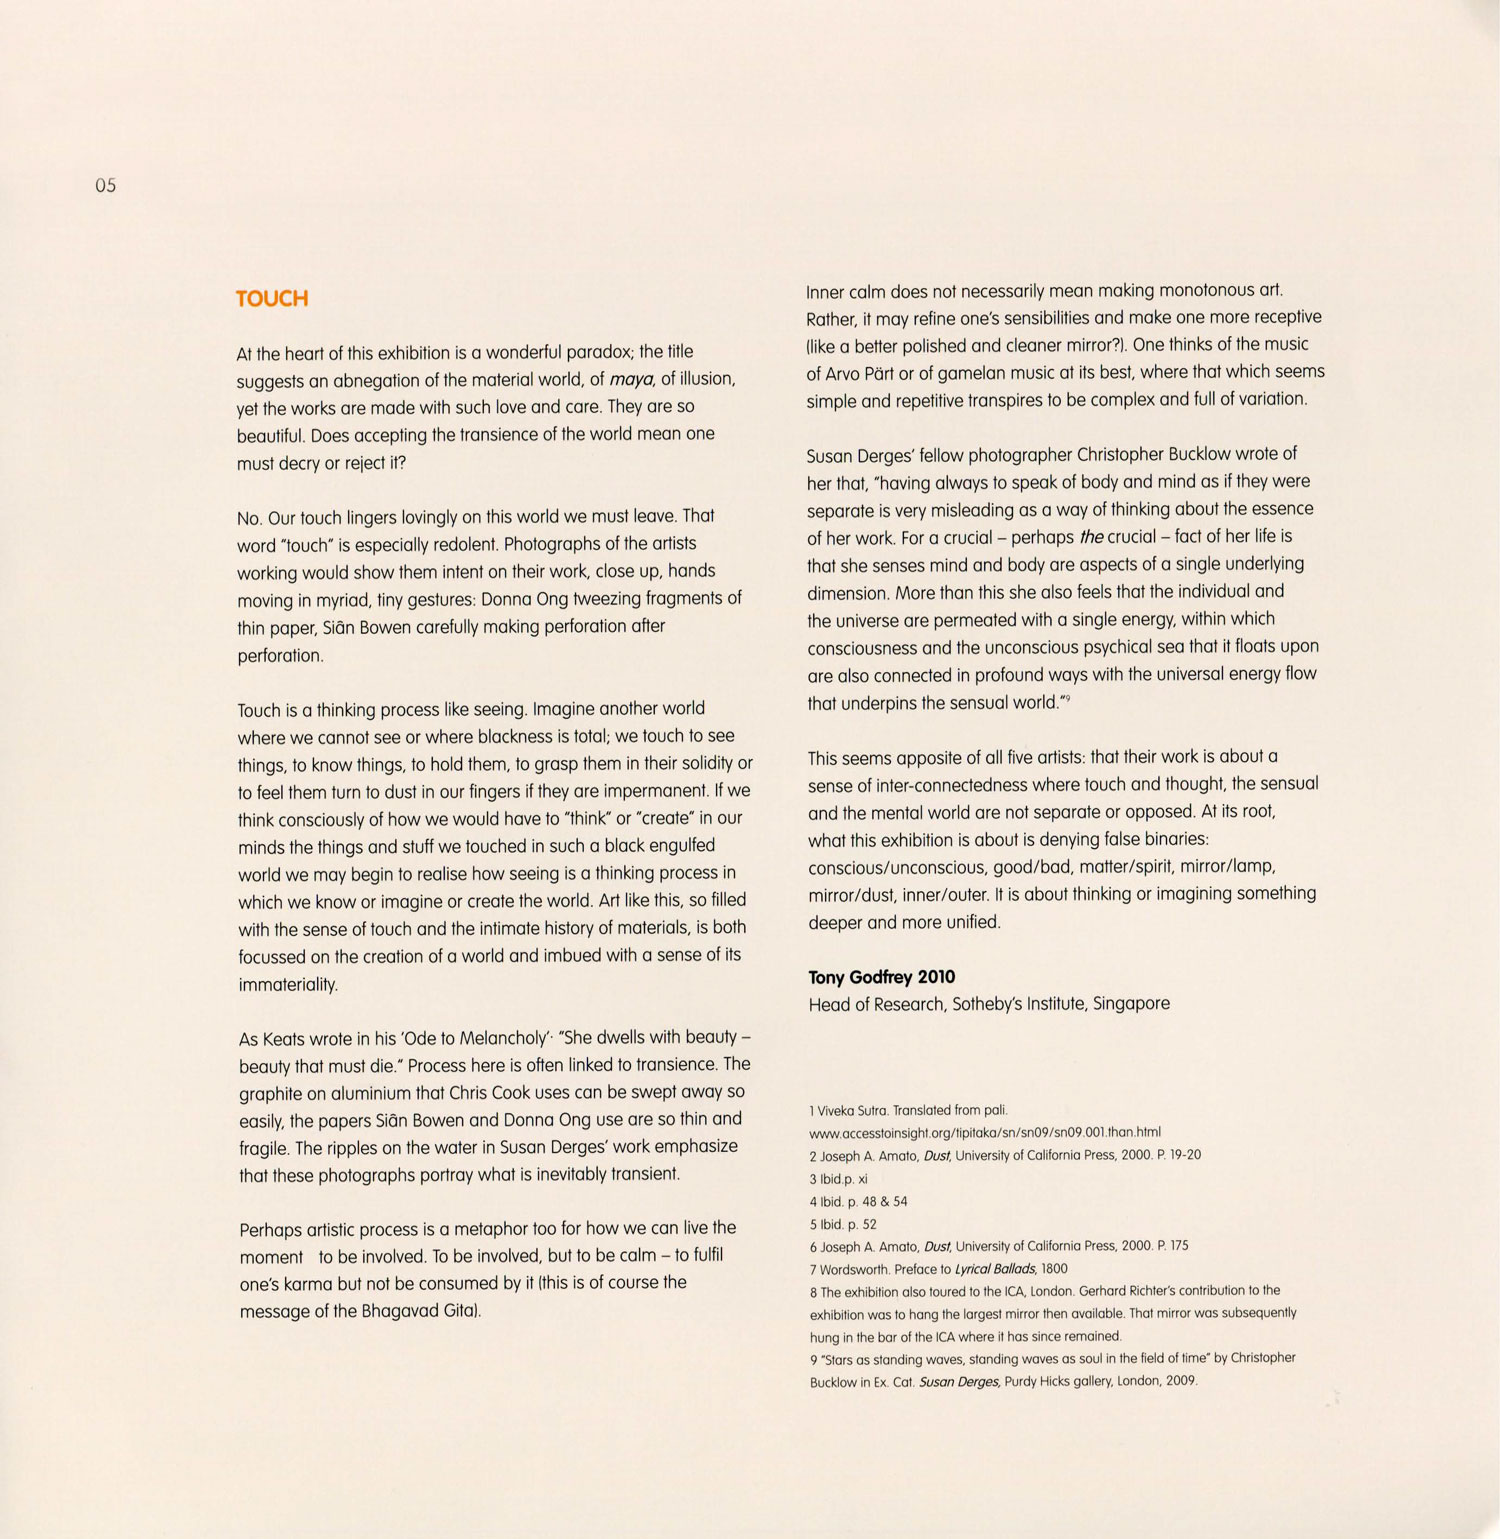 05
TOUCH
At the heart of this exhibition is a wonderful paradox; the title
suggests an abnegation of the material world, of maya, of illusion,
yet the works are made with such love and care. They are so
beautiful. Does accepting the transience of the world mean one
must decry or reject it?
No. Our touch lingers lovingly on this world we must leave. That
word "touch" is especially redolent. Photographs of the artists
working would show them intent on their work, close up, hands
moving in myriad, tiny gestures: Donna Ong tweezing fragments of
thin paper, Siân Bowen carefully making perforation after
perforation.
Touch is a thinking process like seeing. Imagine another world
where we cannot see or where blackness is total; we touch to see
things, to know things, to hold them, to grasp them in their solidity or
to feel them turn to dust in our fingers if they are impermanent. If we
think consciously of how we would have to "think" or "create" in our
minds the things and stuff we touched in such a black engulfed
world we may begin to realise how seeing is a thinking process in
which we know or imagine or create the world. Art like this, so filled
with the sense of touch and the intimate history of materials, is both
focussed on the creation of a world and imbued with a sense of its
immateriality.
As Keats wrote in his 'Ode to Melancholy'· "She dwells with beauty –
beauty that must die." Process here is often linked to transience. The
graphite on aluminium that Chris Cook uses can be swept away so
easily, the papers Siân Bowen and Donna Ong use are so thin and
fragile. The ripples on the water in Susan Derges' work emphasize
that these photographs portray what is inevitably transient.
Perhaps artistic process is a metaphor too for how we can live the
moment to be involved. To be involved, but to be calm – to fulfil
one's karma but not be consumed by it (this is of course the
message of the Bhagavad Gita).
Inner calm does not necessarily mean making monotonous art.
Rather, it may refine one's sensibilities and make one more receptive
(like a better polished and cleaner mirror?). One thinks of the music
of Arvo Pärt or of gamelan music at its best, where that which seems
simple and repetitive transpires to be complex and full of variation.
Susan Derges' fellow photographer Christopher Bucklow wrote of
her that, "having always to speak of body and mind as if they were
separate is very misleading as a way of thinking about the essence
of her work. For a crucial – perhaps the crucial – fact of her life is
that she senses mind and body are aspects of a single underlying
dimension. More than this she also feels that the individual and
the universe are permeated with a single energy, within which
consciousness and the unconscious psychical sea that it floats upon
are also connected in profound ways with the universal energy flow
that underpins the sensual world."⁹
This seems apposite of all five artists: that their work is about a
sense of inter-connectedness where touch and thought, the sensual
and the mental world are not separate or opposed. At its root,
what this exhibition is about is denying false binaries:
conscious/unconscious, good/bad, matter/spirit, mirror/lamp,
mirror/dust, inner/outer. It is about thinking or imagining something
deeper and more unified.
Tony Godfrey 2010
Head of Research, Sotheby's Institute, Singapore
1 Viveka Sutra. Translated from pali.
www.accesstoinsight.org/tipitaka/sn/sn09/sn09.001.than.html
2 Joseph A. Amato, Dust, University of California Press, 2000. P. 19-20
3 Ibid.p. xi
4 Ibid. p. 48 & 54
5 Ibid. p. 52
6 Joseph A. Amato, Dust, University of California Press, 2000. P. 175
7 Wordsworth. Preface to Lyrical Ballads, 1800
8 The exhibition also toured to the ICA, London. Gerhard Richter's contribution to the
exhibition was to hang the largest mirror then available. That mirror was subsequently
hung in the bar of the ICA where it has since remained.
9 "Stars as standing waves, standing waves as soul in the field of time" by Christopher
Bucklow in Ex. Cat. Susan Derges, Purdy Hicks gallery, London, 2009.